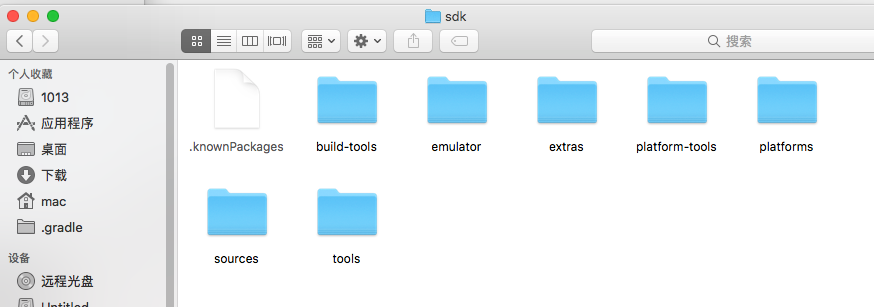 sdk
搜索
个人收藏
1013
应用程序
桌面
下载
mac
.gradle
设备
远程光盘
Untitled
.knownPackages
build-tools
emulator
extras
platform-tools
platforms
sources
tools